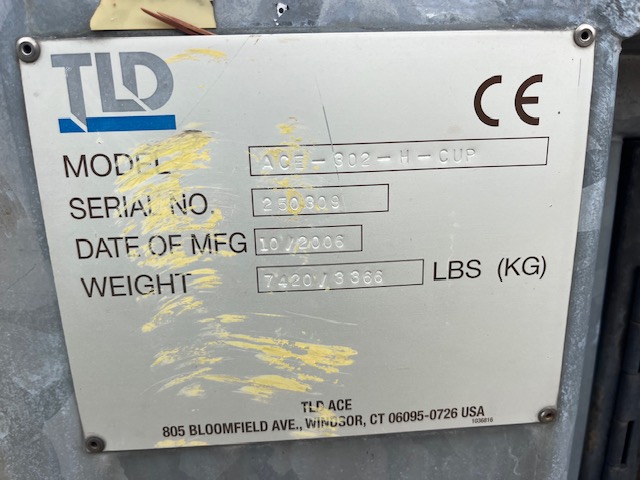 TLD
CE
MODEL ACE-302-H-CUP
SERIAL NO. 250309
DATE OF MFG 10/2006
WEIGHT 7420/3366 LBS (KG)
TLD ACE
805 BLOOMFIELD AVE., WINDSOR, CT 06095-0726 USA
1036816